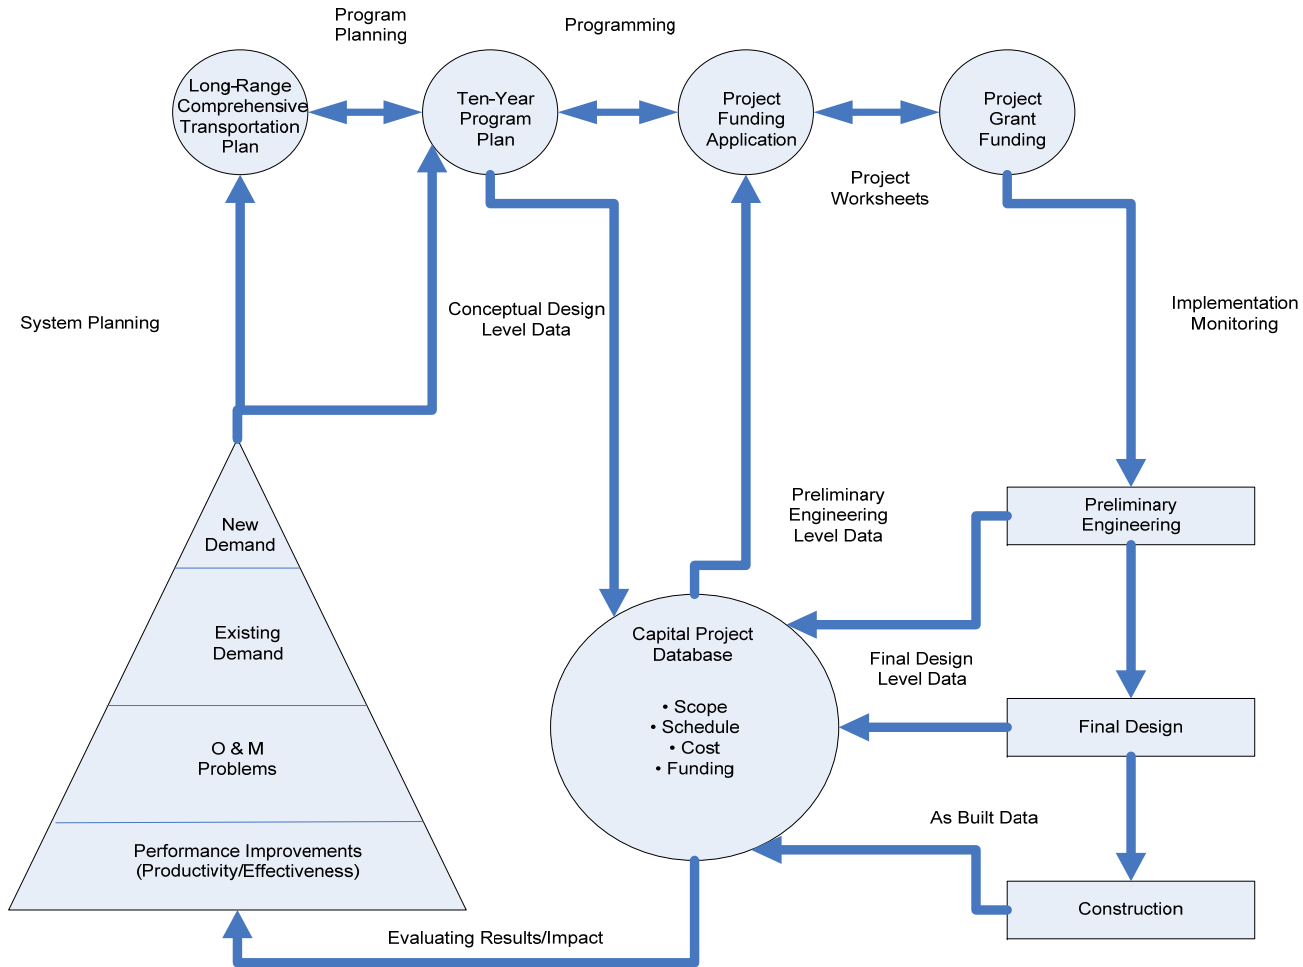 Program
Planning
Programming
Long-Range
Comprehensive
Transportation
Plan
Ten-Year
Program
Plan
Project
Funding
Application
Project
Grant
Funding
Project
Worksheets
System Planning
Conceptual Design
Level Data
Implementation
Monitoring
Preliminary
Engineering
Level Data
Preliminary
Engineering
New
Demand
Existing
Demand
O & M
Problems
Performance Improvements
(Productivity/Effectiveness)
Capital Project
Database
• Scope
• Schedule
• Cost
• Funding
Final Design
Level Data
Final Design
As Built Data
Construction
Evaluating Results/Impact